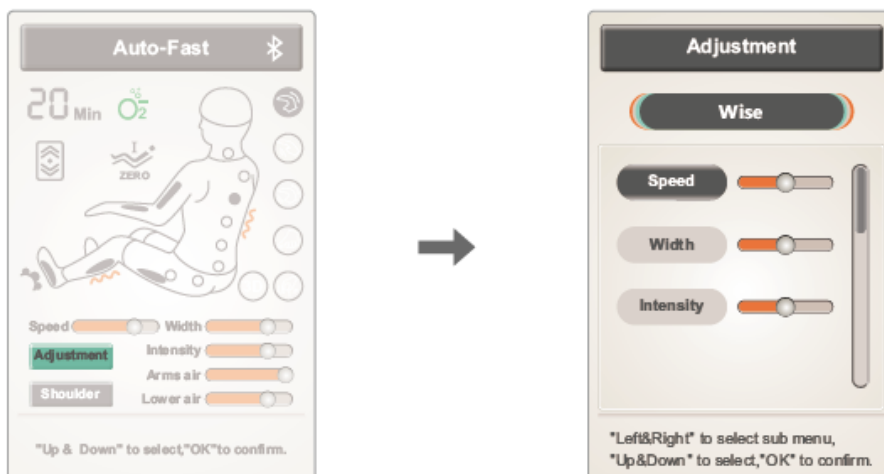 Auto-Fast
20 Min O2
I
ZERO
Speed Width
Adjustment Intensity
Arms air
Shoulder Lower air
"Up & Down" to select,"OK"to confirm.
Adjustment
Wise
Speed
Width
Intensity
"Left&Right" to select sub menu,
"Up&Down" to select,"OK" to confirm.